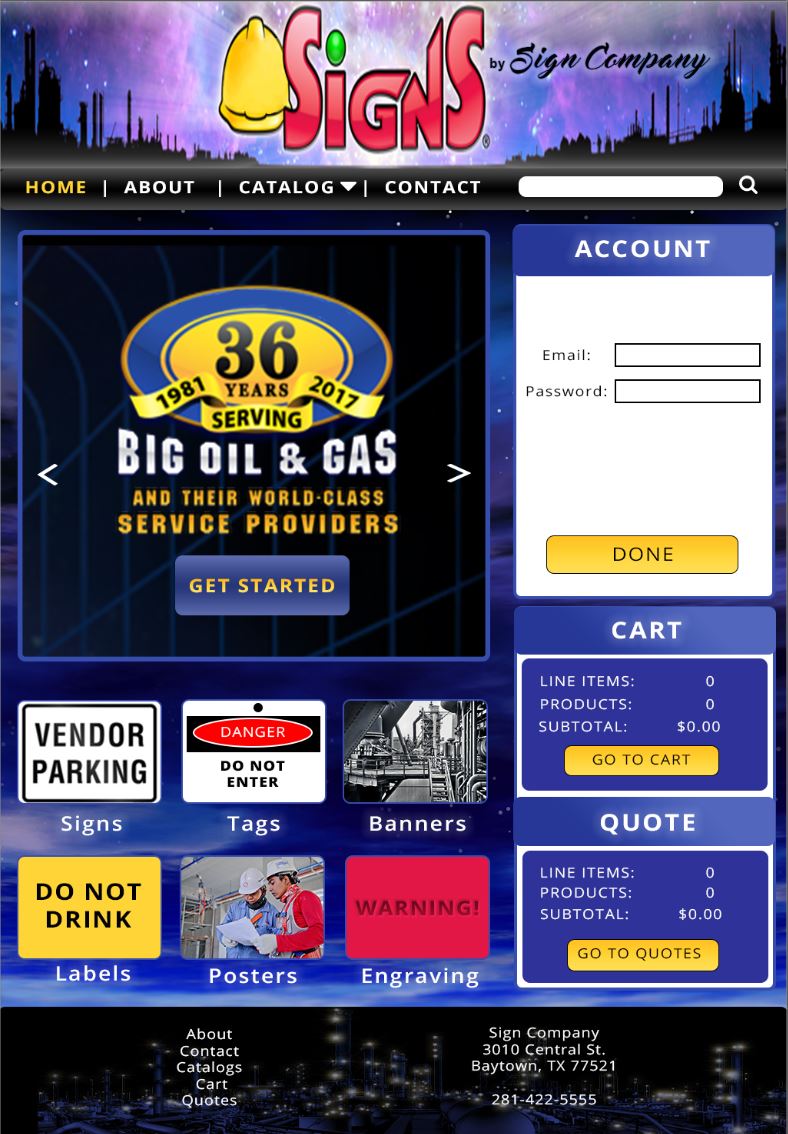 SiGNS®
by Sign Company
HOME | ABOUT | CATALOG | CONTACT
36
YEARS
1981 2017
SERVING
BIG OIL & GAS
AND THEIR WORLD-CLASS
SERVICE PROVIDERS
< >
GET STARTED
ACCOUNT
Email:
Password:
DONE
CART
LINE ITEMS: 0
PRODUCTS: 0
SUBTOTAL: $0.00
GO TO CART
QUOTE
LINE ITEMS: 0
PRODUCTS: 0
SUBTOTAL: $0.00
GO TO QUOTES
VENDOR
PARKING
Signs
DANGER
DO NOT
ENTER
Tags
Banners
DO NOT
DRINK
Labels
Posters
WARNING!
Engraving
About
Contact
Catalogs
Cart
Quotes
Sign Company
3010 Central St.
Baytown, TX 77521
281-422-5555